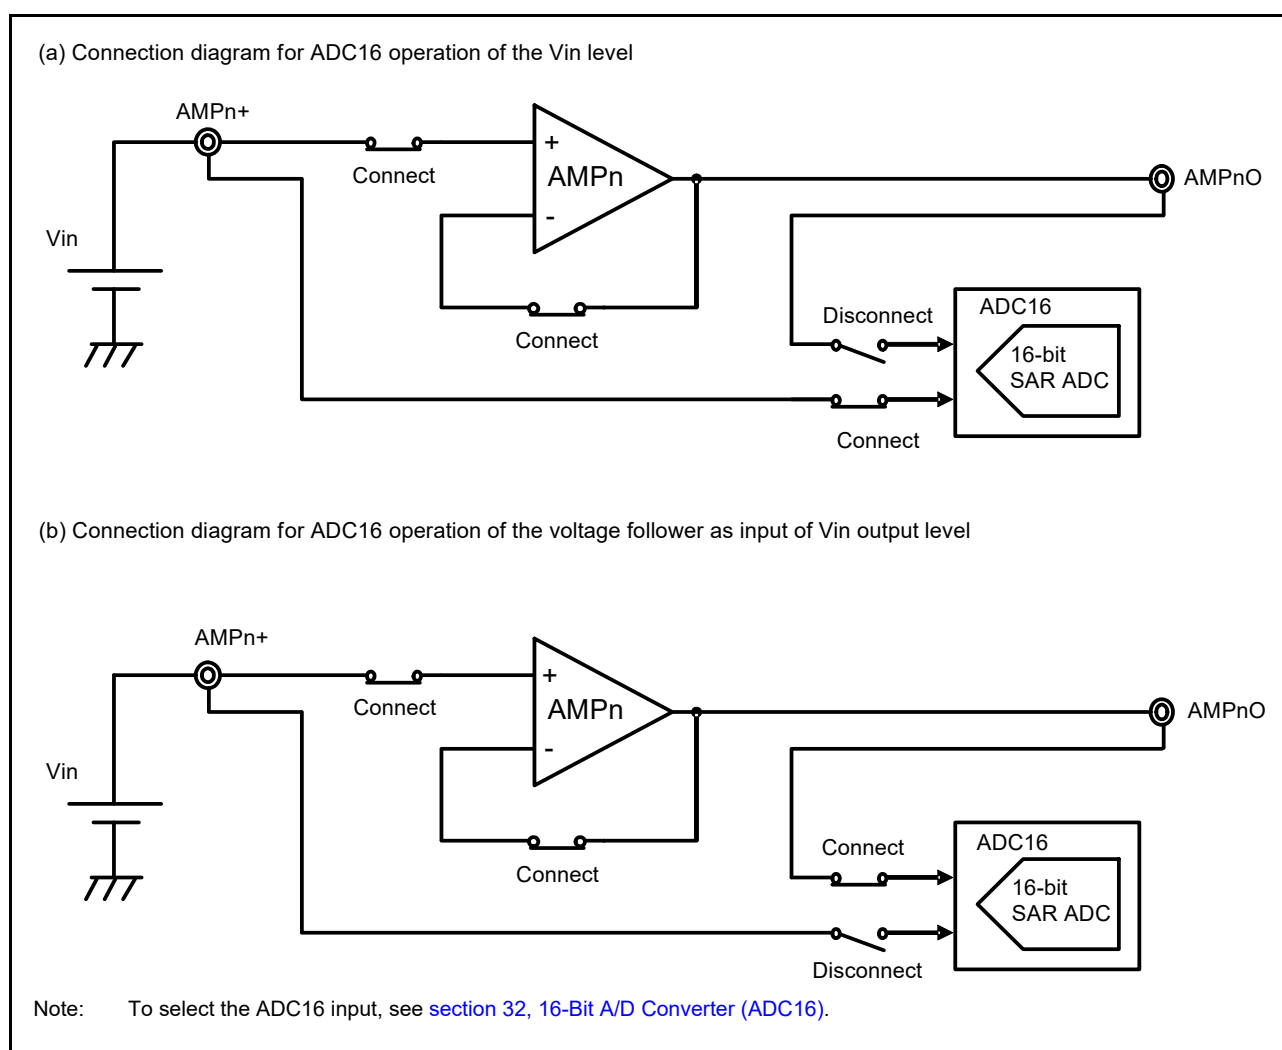 (a) Connection diagram for ADC16 operation of the Vin level
AMPn+
Connect
+
AMPn
-
AMPnO
Vin
Connect
Disconnect
ADC16
16-bit
SAR ADC
Connect
(b) Connection diagram for ADC16 operation of the voltage follower as input of Vin output level
AMPn+
Connect
+
AMPn
-
AMPnO
Vin
Connect
Connect
ADC16
16-bit
SAR ADC
Disconnect
Note: To select the ADC16 input, see section 32, 16-Bit A/D Converter (ADC16).